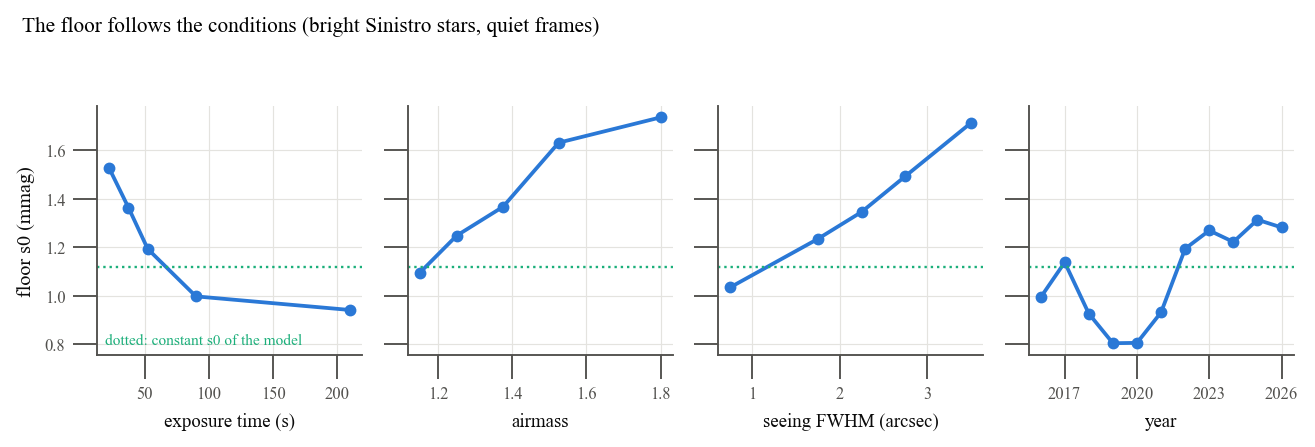 The floor follows the conditions (bright Sinistro stars, quiet frames)
floor s0 (mmag)
1.6
1.4
1.2
1.0
0.8
dotted: constant s0 of the model
50 100 150 200
exposure time (s)
1.2 1.4 1.6 1.8
airmass
1 2 3
seeing FWHM (arcsec)
2017 2020 2023 2026
year